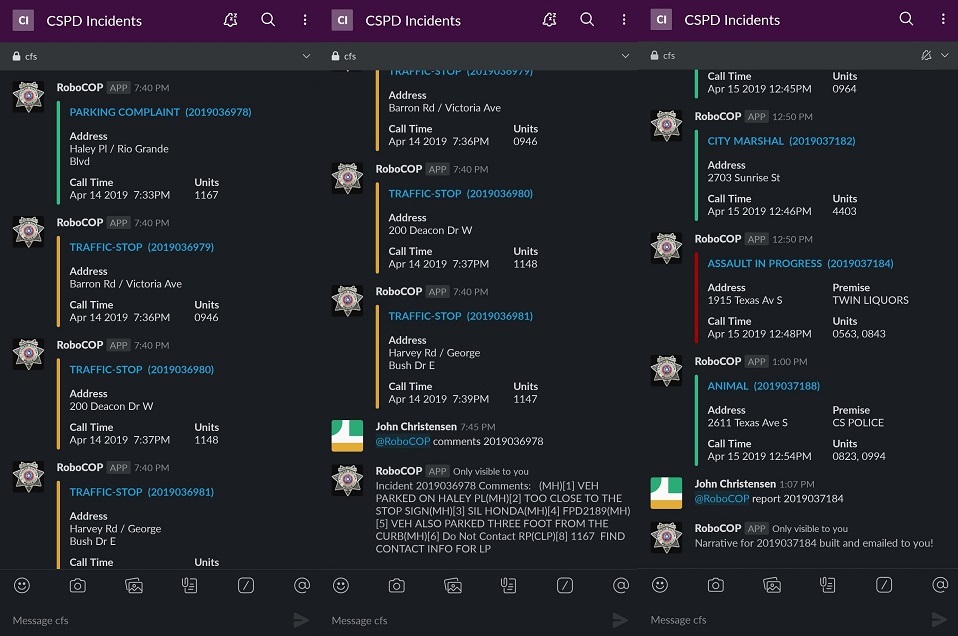 CI CSPD Incidents
cfs
RoboCOP APP 7:40 PM
PARKING COMPLAINT (2019036978)
Address
Haley Pl / Rio Grande
Blvd
Call Time Units
Apr 14 2019 7:33PM 1167
RoboCOP APP 7:40 PM
TRAFFIC-STOP (2019036979)
Address
Barron Rd / Victoria Ave
Call Time Units
Apr 14 2019 7:36PM 0946
RoboCOP APP 7:40 PM
TRAFFIC-STOP (2019036980)
Address
200 Deacon Dr W
Call Time Units
Apr 14 2019 7:37PM 1148
RoboCOP APP 7:40 PM
TRAFFIC-STOP (2019036981)
Address
Harvey Rd / George
Bush Dr E
Call Time Units
Message cfs
CI CSPD Incidents
cfs
TRAFFIC-STOP (2019036979)
Address
Barron Rd / Victoria Ave
Call Time Units
Apr 14 2019 7:36PM 0946
RoboCOP APP 7:40 PM
TRAFFIC-STOP (2019036980)
Address
200 Deacon Dr W
Call Time Units
Apr 14 2019 7:37PM 1148
RoboCOP APP 7:40 PM
TRAFFIC-STOP (2019036981)
Address
Harvey Rd / George
Bush Dr E
Call Time Units
Apr 14 2019 7:39PM 1147
John Christensen 7:45 PM
@RoboCOP comments 2019036978
RoboCOP APP Only visible to you
Incident 2019036978 Comments: (MH)[1] VEH
PARKED ON HALEY PL(MH)[2] TOO CLOSE TO THE
STOP SIGN(MH)[3] SIL HONDA(MH)[4] FPD2189(MH)
[5] VEH ALSO PARKED THREE FOOT FROM THE
CURB(MH)[6] Do Not Contact RP(CLP)[8] 1167 FIND
CONTACT INFO FOR LP
Message cfs
CI CSPD Incidents
cfs
Call Time Units
Apr 15 2019 12:45PM 0964
RoboCOP APP 12:50 PM
CITY MARSHAL (2019037182)
Address
2703 Sunrise St
Call Time Units
Apr 15 2019 12:46PM 4403
RoboCOP APP 12:50 PM
ASSAULT IN PROGRESS (2019037184)
Address Premise
1915 Texas Av S TWIN LIQUORS
Call Time Units
Apr 15 2019 12:48PM 0563, 0843
RoboCOP APP 1:00 PM
ANIMAL (2019037188)
Address Premise
2611 Texas Ave S CS POLICE
Call Time Units
Apr 15 2019 12:54PM 0823, 0994
John Christensen 1:07 PM
@RoboCOP report 2019037184
RoboCOP APP Only visible to you
Narrative for 2019037184 built and emailed to you!
Message cfs